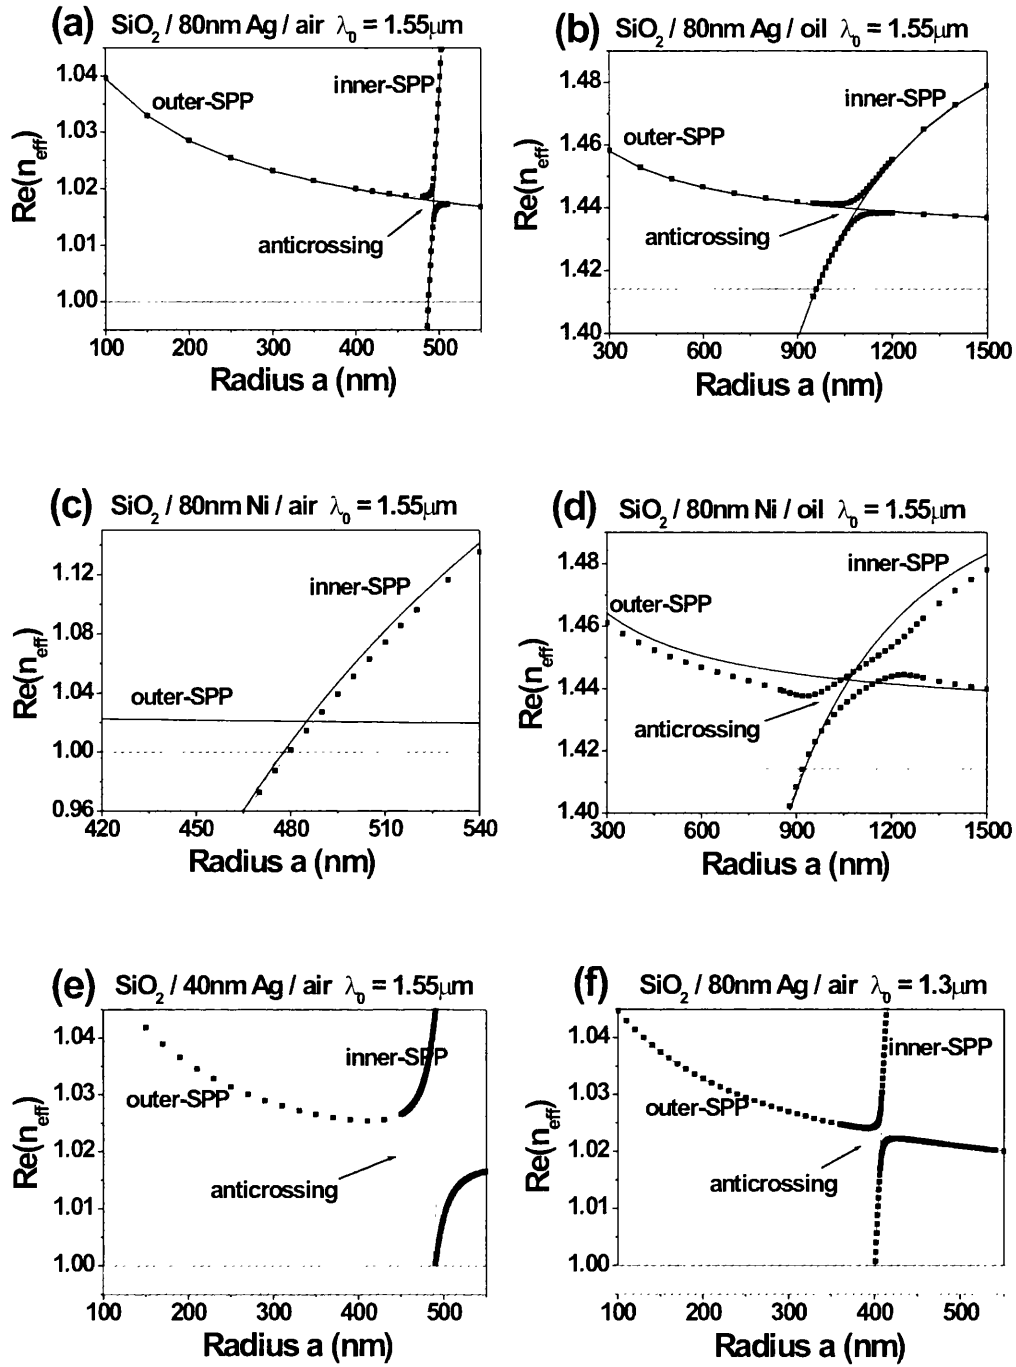 (a) SiO2 / 80nm Ag / air λ0 = 1.55μm
1.04
1.03
1.02
1.01
1.00
Re(neff)
outer-SPP
inner-SPP
anticrossing
100 200 300 400 500
Radius a (nm)
(b) SiO2 / 80nm Ag / oil λ0 = 1.55μm
1.48
1.46
1.44
1.42
1.40
Re(neff)
outer-SPP
inner-SPP
anticrossing
300 600 900 1200 1500
Radius a (nm)
(c) SiO2 / 80nm Ni / air λ0 = 1.55μm
1.12
1.08
1.04
1.00
0.96
Re(neff)
inner-SPP
outer-SPP
420 450 480 510 540
Radius a (nm)
(d) SiO2 / 80nm Ni / oil λ0 = 1.55μm
1.48
1.46
1.44
1.42
1.40
Re(neff)
inner-SPP
outer-SPP
anticrossing
300 600 900 1200 1500
Radius a (nm)
(e) SiO2 / 40nm Ag / air λ0 = 1.55μm
1.04
1.03
1.02
1.01
1.00
Re(neff)
inner-SPP
outer-SPP
anticrossing
100 200 300 400 500
Radius a (nm)
(f) SiO2 / 80nm Ag / air λ0 = 1.3μm
1.04
1.03
1.02
1.01
1.00
Re(neff)
inner-SPP
outer-SPP
anticrossing
100 200 300 400 500
Radius a (nm)